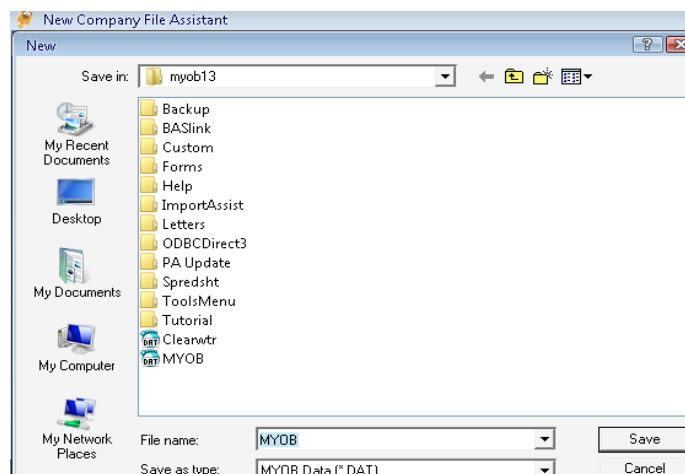 New Company File Assistant
New
Save in: myob13
Backup
BASlink
Custom
Forms
Help
ImportAssist
Letters
ODBCDirect3
PA Update
Spredsht
ToolsMenu
Tutorial
DAT Clearwtr
DAT MYOB
My Recent
Documents
Desktop
My Documents
My Computer
My Network
Places
File name: MYOB Save
Save as type: MYOB Data (*.DAT) Cancel